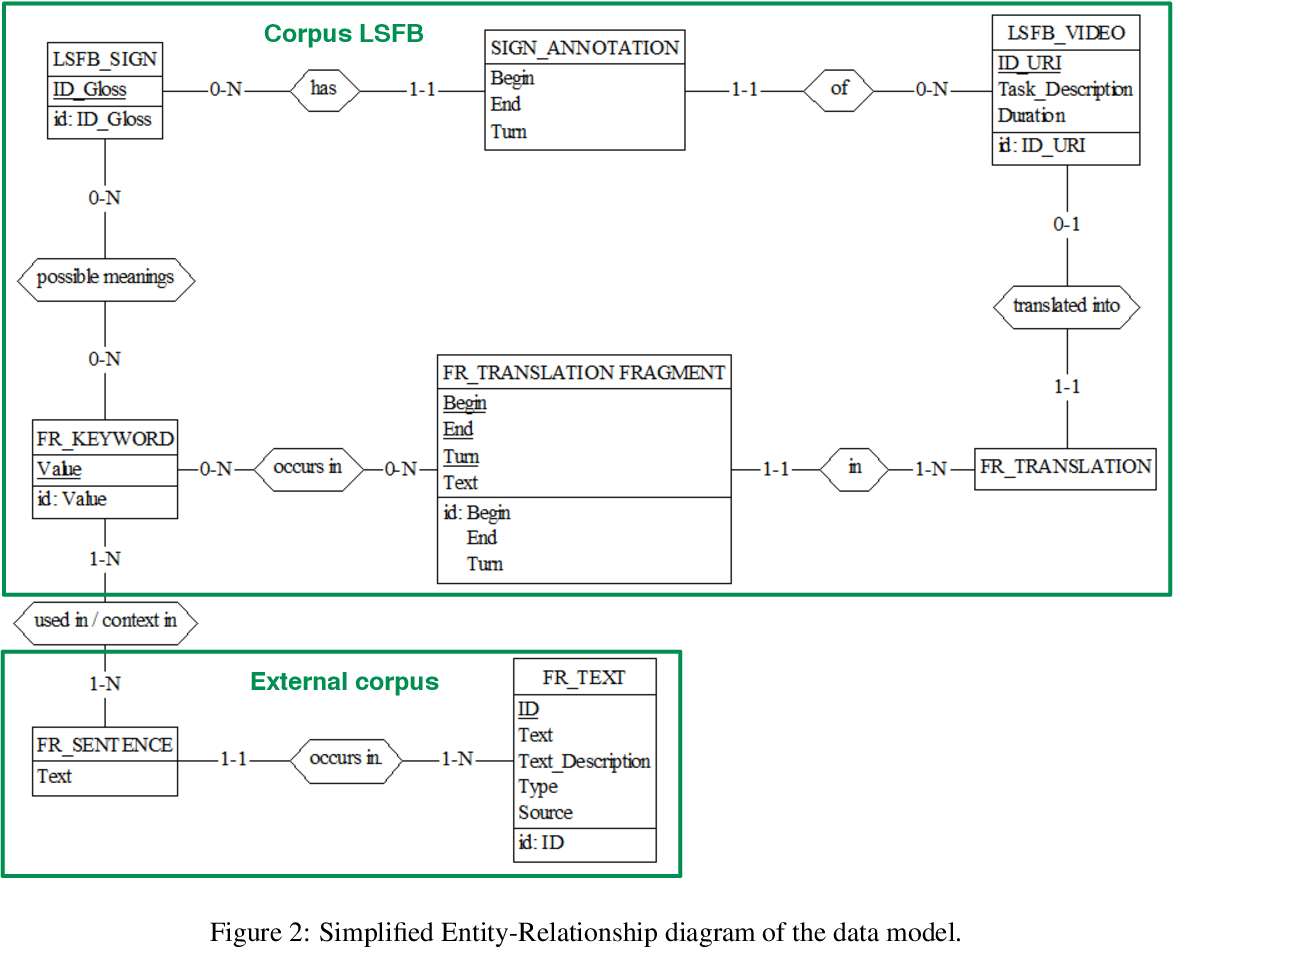 Corpus LSFB
LSFB_SIGN
ID_Gloss
id: ID_Gloss
0-N
has
1-1
SIGN_ANNOTATION
Begin
End
Turn
1-1
of
0-N
LSFB_VIDEO
ID_URI
Task_Description
Duration
id: ID_URI
0-N
possible meanings
0-N
0-1
translated into
1-1
FR_KEYWORD
Value
id: Value
0-N
occurs in
0-N
FR_TRANSLATION FRAGMENT
Begin
End
Turn
Text
id: Begin
End
Turn
1-1
in
1-N
FR_TRANSLATION
1-N
used in / context in
1-N
External corpus
FR_SENTENCE
Text
1-1
occurs in.
1-N
FR_TEXT
ID
Text
Text_Description
Type
Source
id: ID
Figure 2: Simplified Entity-Relationship diagram of the data model.